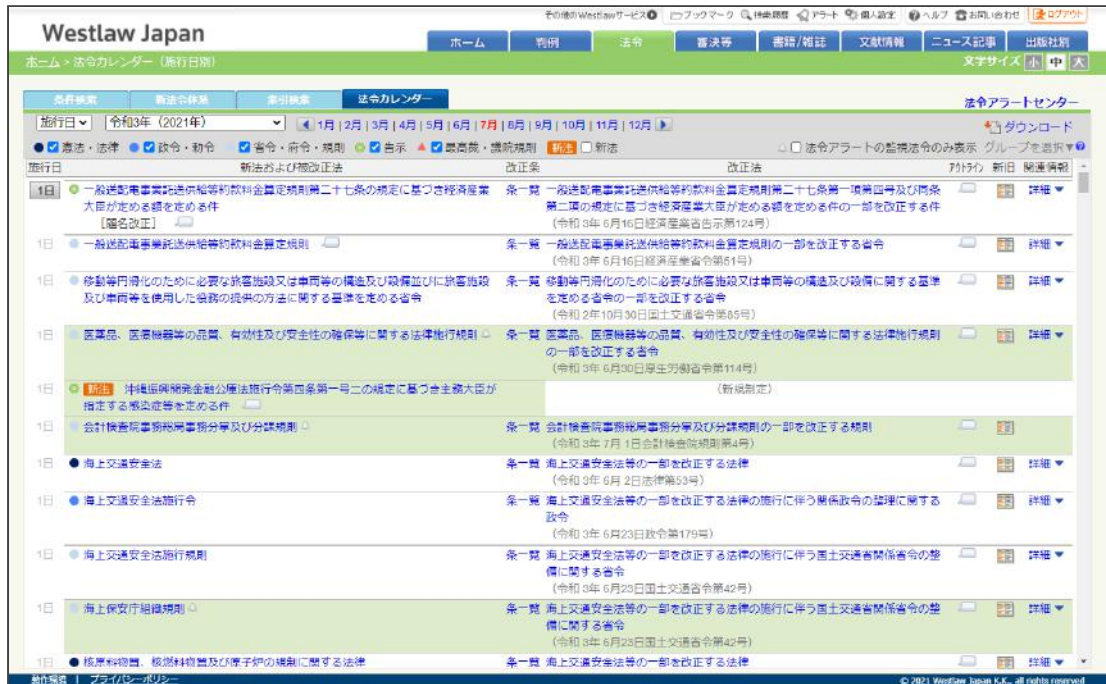 その他のWestlawサービス ブックマーク 検索履歴 アラート 個人設定 ヘルプ お問い合わせ ログアウト
Westlaw Japan
ホーム 判例 法令 審決等 書籍/雑誌 文献情報 ニュース記事 出版社別
ホーム > 法令カレンダー（施行日別） 文字サイズ 小 中 大
条件検索 新法令体系 索引検索 法令カレンダー 法令アラートセンター
施行日 令和3年（2021年） 1月 | 2月 | 3月 | 4月 | 5月 | 6月 | 7月 | 8月 | 9月 | 10月 | 11月 | 12月 ダウンロード
憲法・法律 政令・勅令 省令・府令・規則 告示 最高裁・議院規則 新法 新法 法令アラートの監視法令のみ表示 グループを選択▼
施行日 新法および被改正法 改正条 改正法 アウトライン 新旧 関連情報
1日 一般送配電事業託送供給等約款料金算定規則第二十七条の規定に基づき経済産業 条一覧 一般送配電事業託送供給等約款料金算定規則第二十七条第一項第四号及び同条 詳細
大臣が定める額を定める件 第二項の規定に基づき経済産業大臣が定める額を定める件の一部を改正する件
［題名改正］ （令和 3年 6月16日経済産業省告示第124号）
1日 一般送配電事業託送供給等約款料金算定規則 条一覧 一般送配電事業託送供給等約款料金算定規則の一部を改正する省令 詳細
（令和 3年 6月16日経済産業省令第51号）
1日 移動等円滑化のために必要な旅客施設又は車両等の構造及び設備並びに旅客施設 条一覧 移動等円滑化のために必要な旅客施設又は車両等の構造及び設備に関する基準 詳細
及び車両等を使用した役務の提供の方法に関する基準を定める省令 を定める省令の一部を改正する省令
（令和 2年10月30日国土交通省令第85号）
1日 医薬品、医療機器等の品質、有効性及び安全性の確保等に関する法律施行規則 条一覧 医薬品、医療機器等の品質、有効性及び安全性の確保等に関する法律施行規則 詳細
の一部を改正する省令
（令和 3年 6月30日厚生労働省令第114号）
1日 新法 沖縄振興開発金融公庫法施行令第四条第一号ニの規定に基づき主務大臣が （新規制定）
指定する感染症等を定める件
1日 会計検査院事務総局事務分掌及び分課規則 条一覧 会計検査院事務総局事務分掌及び分課規則の一部を改正する規則
（令和 3年 7月 1日会計検査院規則第4号）
1日 海上交通安全法 条一覧 海上交通安全法等の一部を改正する法律 詳細
（令和 3年 6月 2日法律第53号）
1日 海上交通安全法施行令 条一覧 海上交通安全法等の一部を改正する法律の施行に伴う関係政令の整理に関する 詳細
政令
（令和 3年 6月23日政令第179号）
1日 海上交通安全法施行規則 条一覧 海上交通安全法等の一部を改正する法律の施行に伴う国土交通省関係省令の整 詳細
備に関する省令
（令和 3年 6月23日国土交通省令第42号）
1日 海上保安庁組織規則 条一覧 海上交通安全法等の一部を改正する法律の施行に伴う国土交通省関係省令の整 詳細
備に関する省令
（令和 3年 6月23日国土交通省令第42号）
1日 核原料物質、核燃料物質及び原子炉の規制に関する法律 条一覧 海上交通安全法等の一部を改正する法律 詳細
動作環境 | プライバシーポリシー © 2021 Westlaw Japan K.K., all rights reserved